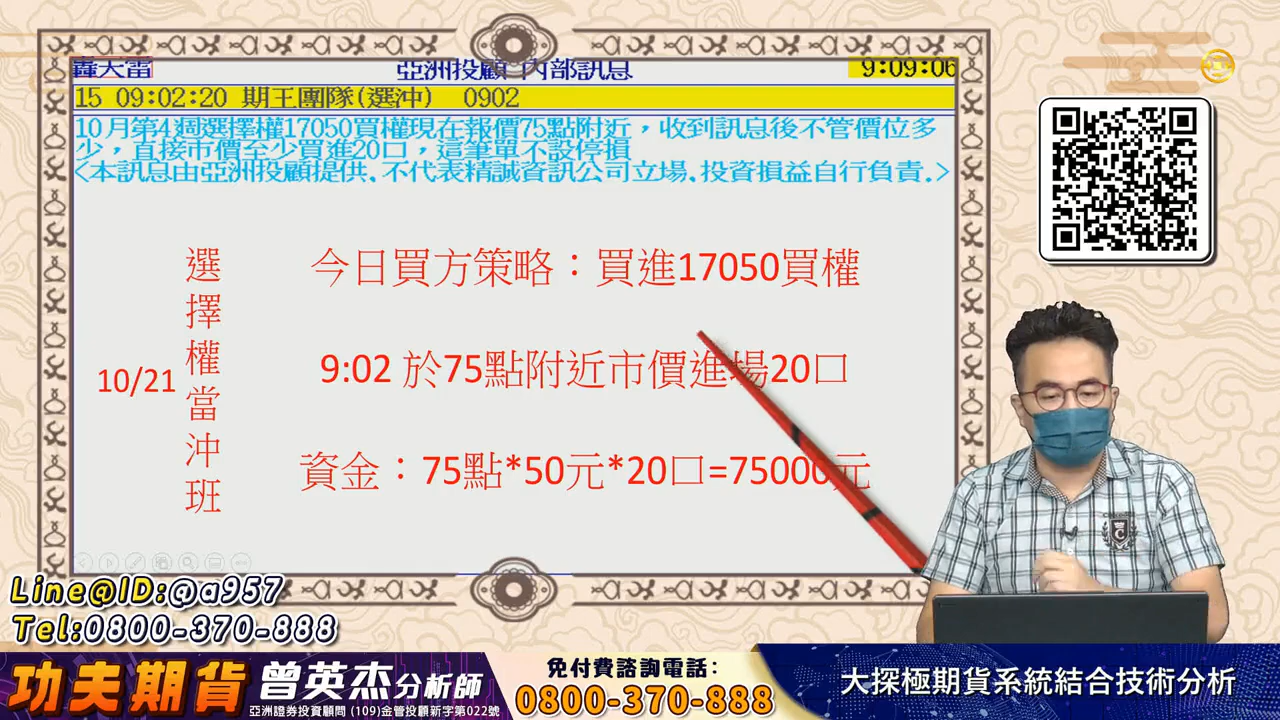 鑫大雷 亞洲投顧 內部訊息 9:09:06
15 09:02:20 期王團隊(選沖) 0902
10月第4週選擇權17050買權現在報價75點附近，收到訊息後不管價位多
少，直接市價至少買進20口，這筆單不設停損
<本訊息由亞洲投顧提供.不代表精誠資訊公司立場.投資損益自行負責.>
10/21
選擇權當沖班
今日買方策略：買進17050買權
9:02 於75點附近市價進場20口
資金：75點*50元*20口=75000元
Line@ID:@a957
Tel:0800-370-888
功夫期貨 曾英杰分析師
亞洲證券投資顧問 (109)金管投顧新字第022號
免付費諮詢電話：
0800-370-888
大探極期貨系統結合技術分析